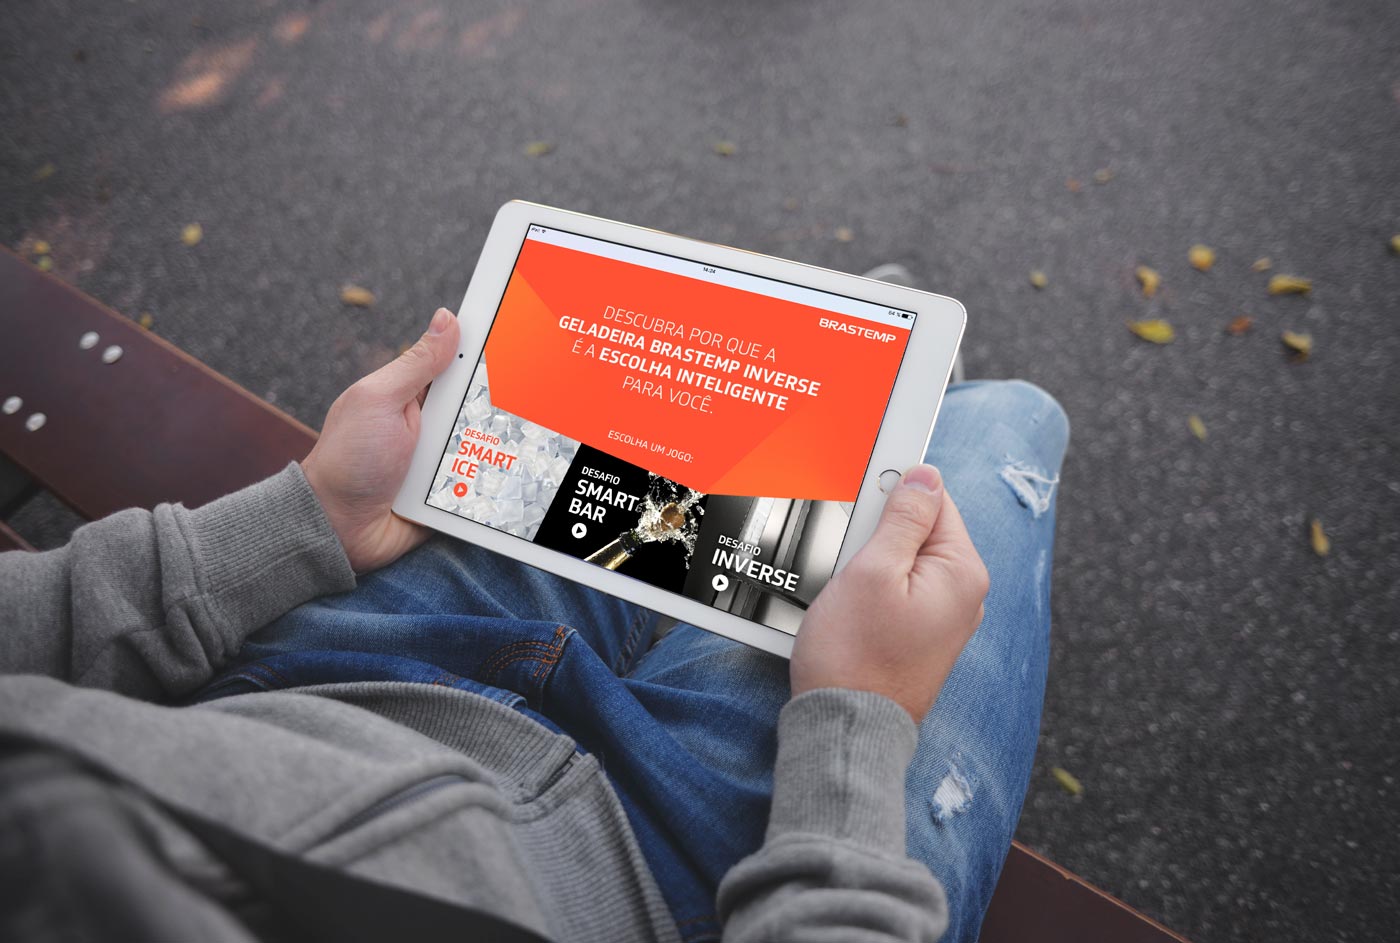 iPad
14:24
64 %
BRASTEMP
DESCUBRA POR QUE A
GELADEIRA BRASTEMP INVERSE
É A ESCOLHA INTELIGENTE
PARA VOCÊ.
ESCOLHA UM JOGO:
DESAFIO
SMART
ICE
DESAFIO
SMART
BAR
DESAFIO
INVERSE